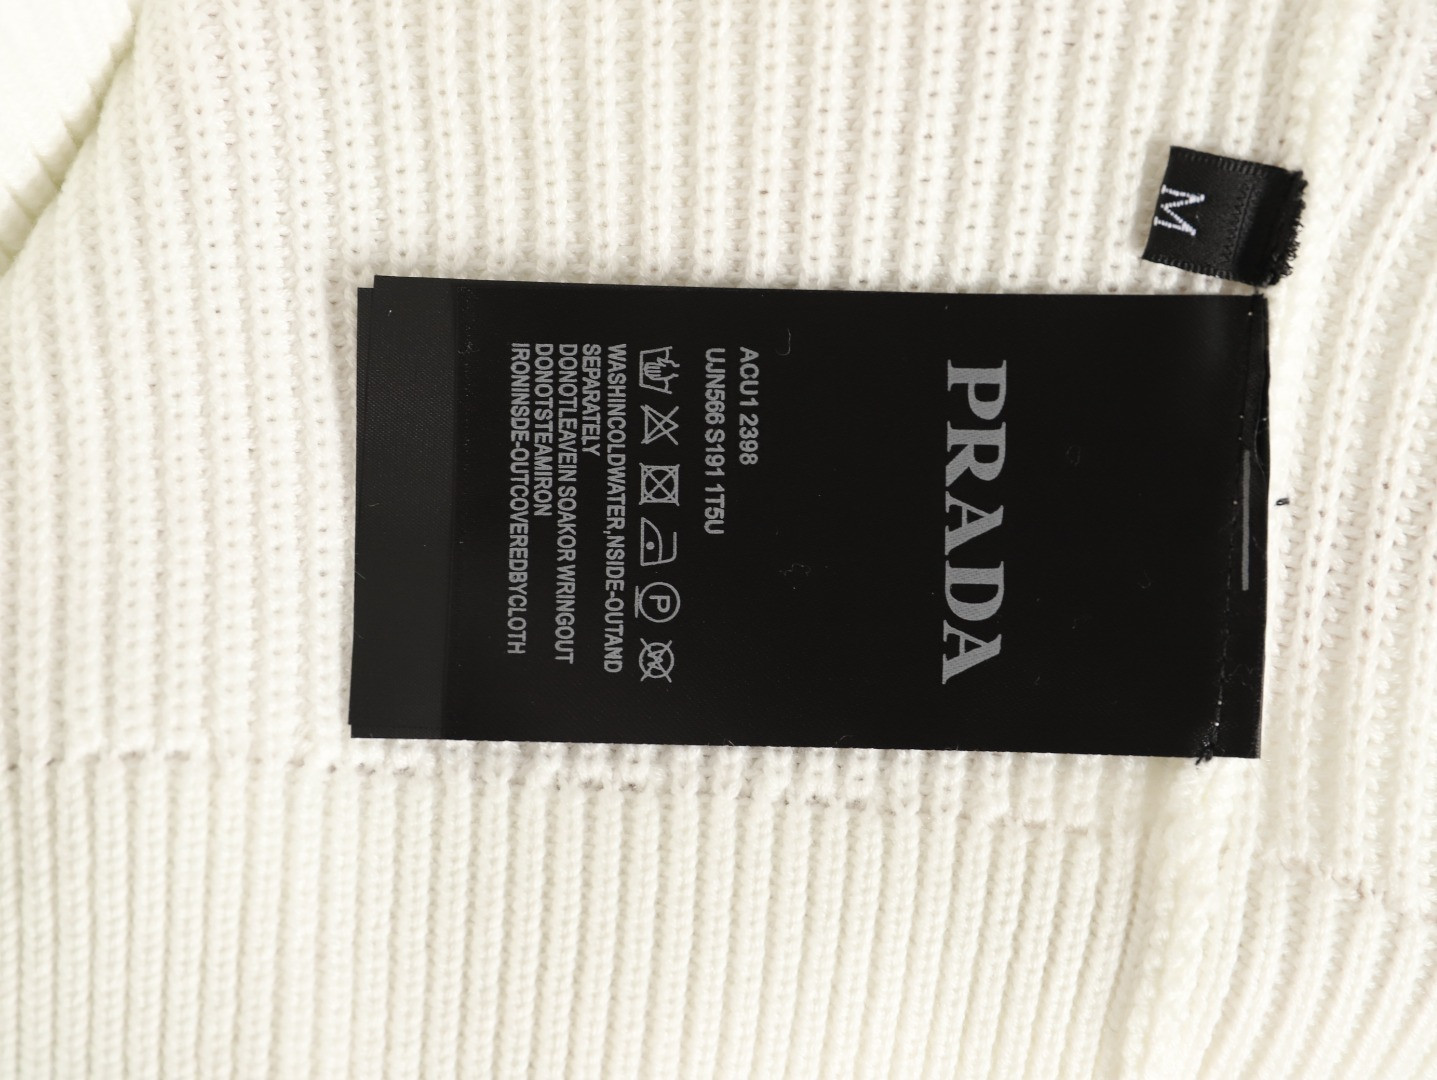 M
PRADA
ACU1 2398
UJN566 S191 1T5U
P
W
WASHINCOLDWATER,NSIDE-OUTAND
SEPARATELY
DONOTLEAVEIN SOAKOR WRINGOUT
DONOTSTEAMIRON
IRONINSDE-OUTCOVEREDBYCLOTH